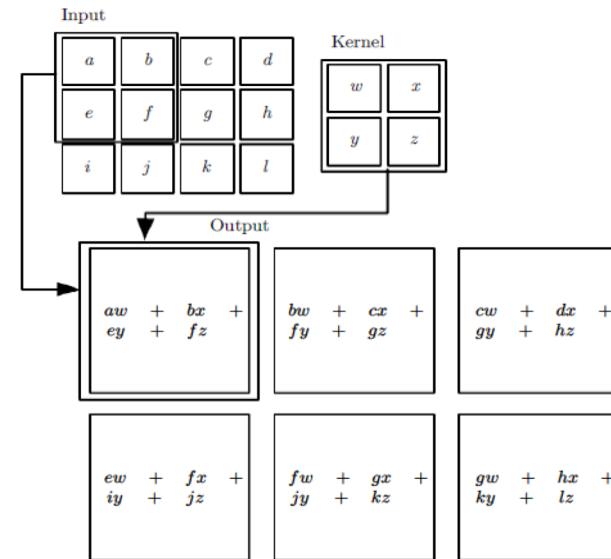 Input
Kernel
a b c d
w x
e f g h
y z
i j k l
Output
aw + bx +
ey + fz
bw + cx +
fy + gz
cw + dx +
gy + hz
ew + fx +
iy + jz
fw + gx +
jy + kz
gw + hx +
ky + lz